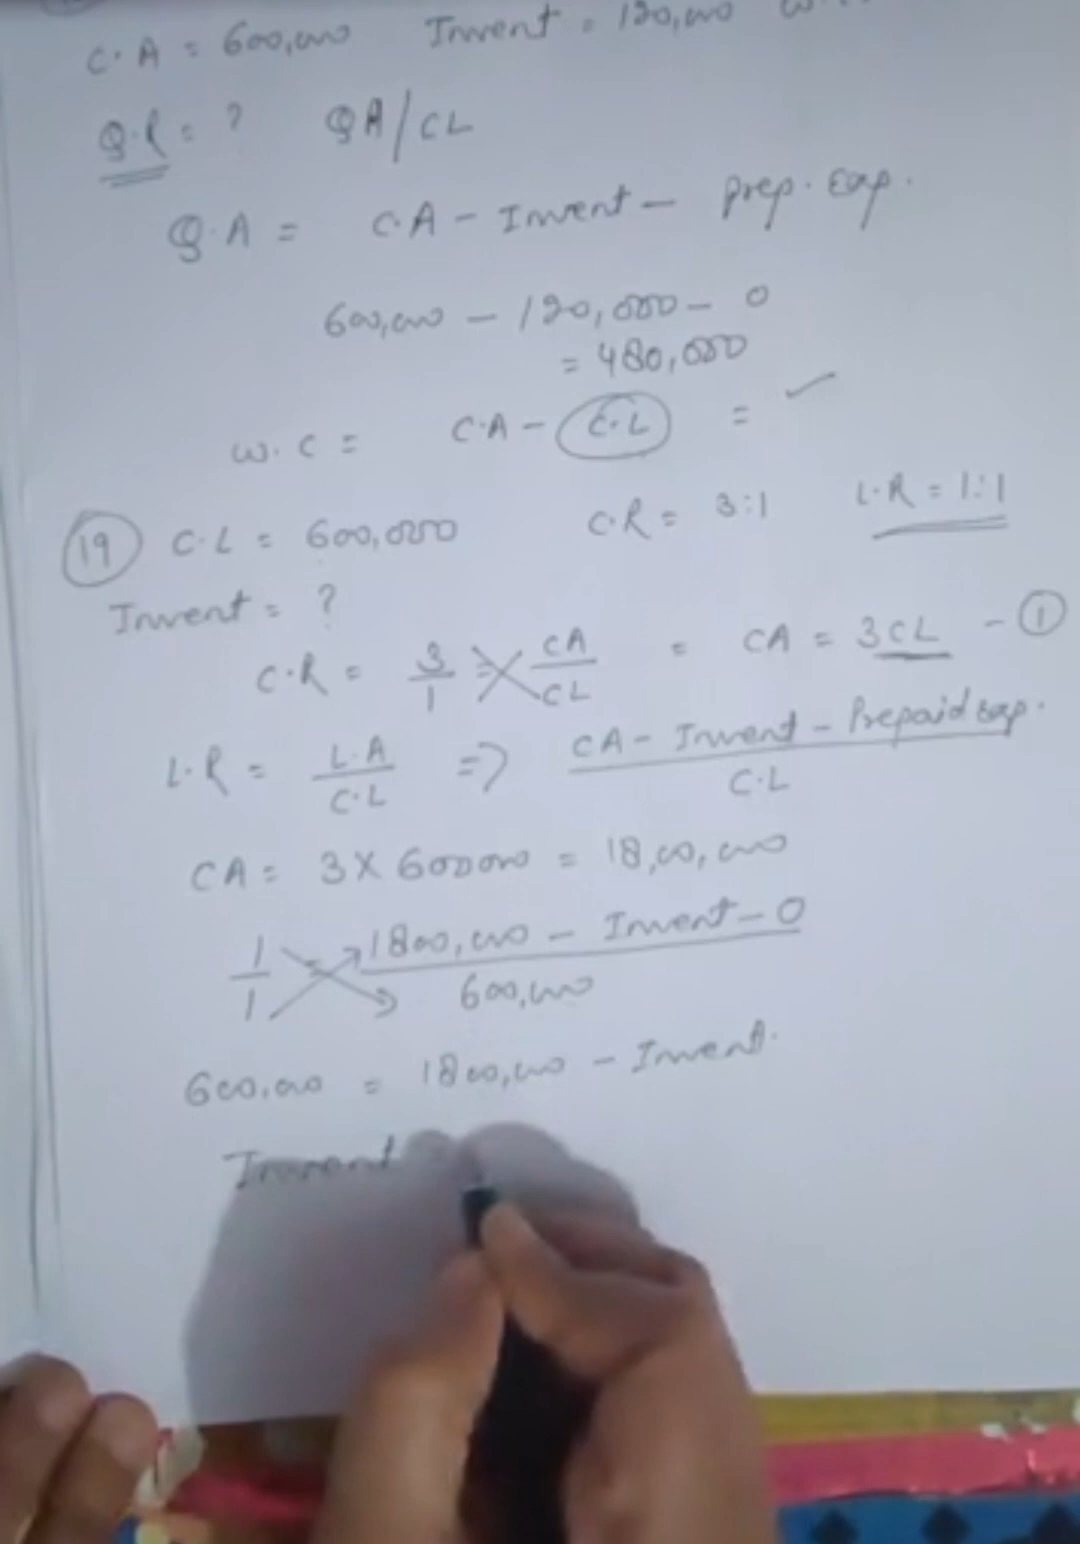 C.A = 600,000 Invent = 120,000
Q.R = ? QA/CL
Q.A = C.A - Invent - Prep. Exp.
600,000 - 120,000 - 0
= 480,000
W.C = C.A - C.L =
19 C.L = 600,000 C.R = 3:1 L.R = 1:1
Invent = ?
C.R = 3/1 = CA/CL = CA = 3CL - 1
L.R = L.A/C.L => CA - Invent - Prepaid Exp./C.L
CA = 3 X 600000 = 18,00,000
1/1 = 1800,000 - Invent - 0/600,000
600,000 = 1800,000 - Invent.
Invent